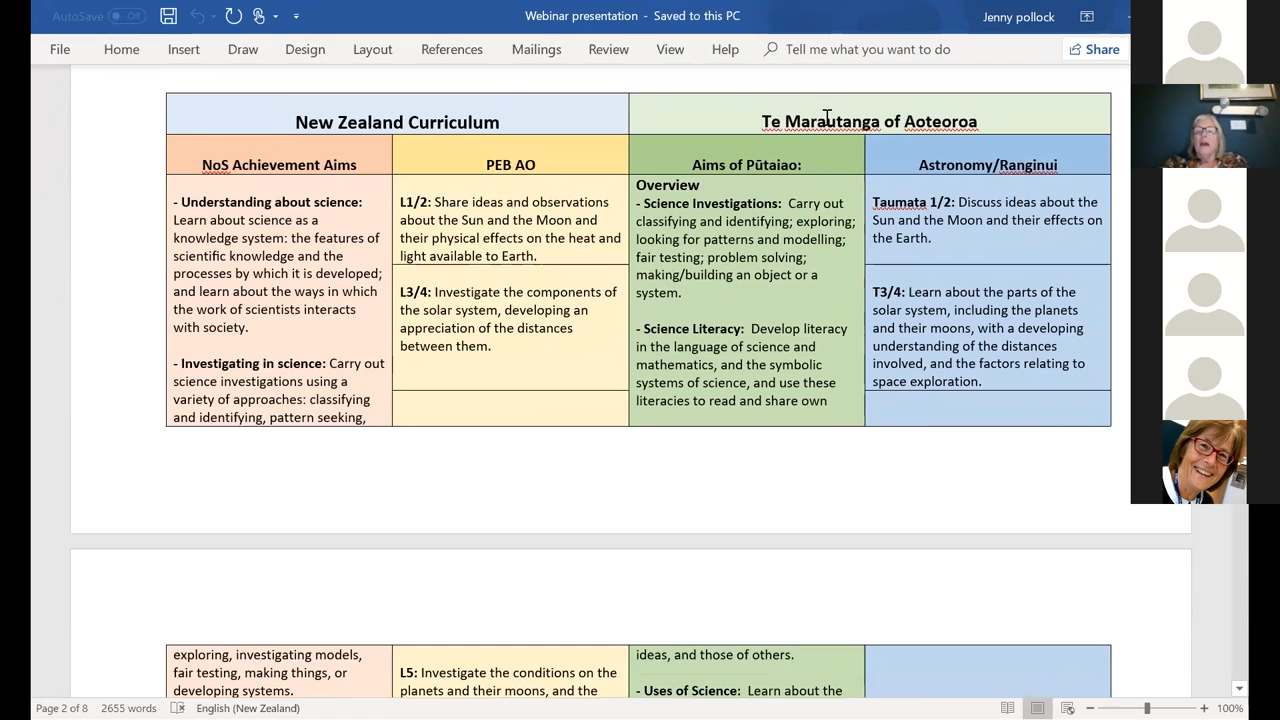 AutoSave Off
Webinar presentation - Saved to this PC
Jenny pollock
File Home Insert Draw Design Layout References Mailings Review View Help Tell me what you want to do Share
New Zealand Curriculum
Te Marautanga of Aoteoroa
NoS Achievement Aims
PEB AO
Aims of Pūtaiao:
Astronomy/Ranginui
- Understanding about science:
Learn about science as a
knowledge system: the features of
scientific knowledge and the
processes by which it is developed;
and learn about the ways in which
the work of scientists interacts
with society.
- Investigating in science: Carry out
science investigations using a
variety of approaches: classifying
and identifying, pattern seeking,
L1/2: Share ideas and observations
about the Sun and the Moon and
their physical effects on the heat and
light available to Earth.
L3/4: Investigate the components of
the solar system, developing an
appreciation of the distances
between them.
Overview
- Science Investigations: Carry out
classifying and identifying; exploring;
looking for patterns and modelling;
fair testing; problem solving;
making/building an object or a
system.
- Science Literacy: Develop literacy
in the language of science and
mathematics, and the symbolic
systems of science, and use these
literacies to read and share own
Taumata 1/2: Discuss ideas about the
Sun and the Moon and their effects on
the Earth.
T3/4: Learn about the parts of the
solar system, including the planets
and their moons, with a developing
understanding of the distances
involved, and the factors relating to
space exploration.
exploring, investigating models,
fair testing, making things, or
developing systems.
L5: Investigate the conditions on the
planets and their moons, and the
ideas, and those of others.
- Uses of Science: Learn about the
Page 2 of 8 2655 words English (New Zealand) 100%